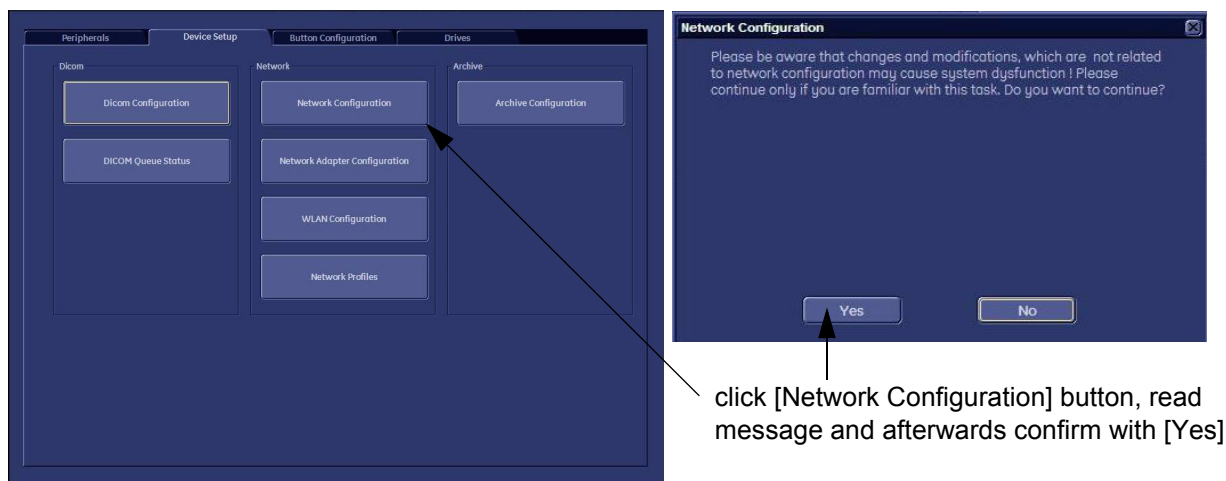 Peripherals
Device Setup
Button Configuration
Drives
Dicom
Network
Archive
Dicom Configuration
Network Configuration
Archive Configuration
DICOM Queue Status
Network Adapter Configuration
WLAN Configuration
Network Profiles
Network Configuration
Please be aware that changes and modifications, which are not related
to network configuration may cause system dysfunction ! Please
continue only if you are familiar with this task. Do you want to continue?
Yes
No
click [Network Configuration] button, read
message and afterwards confirm with [Yes]